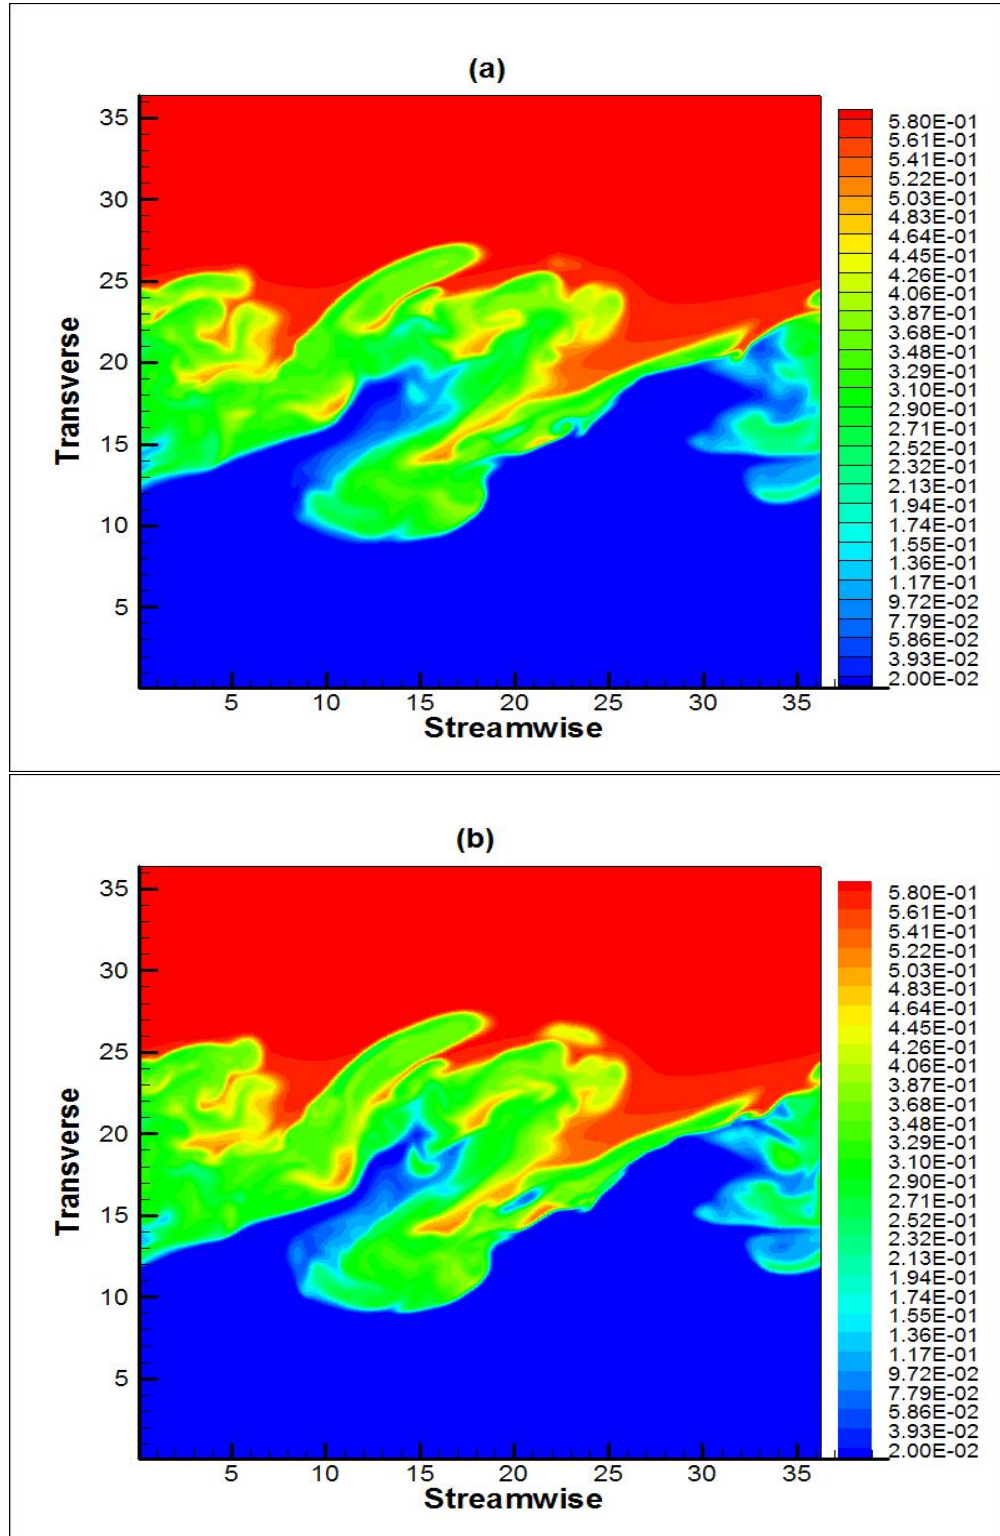 (a)
35
30
25
20
15
10
5
Transverse
5 10 15 20 25 30 35
Streamwise
5.80E-01
5.61E-01
5.41E-01
5.22E-01
5.03E-01
4.83E-01
4.64E-01
4.45E-01
4.26E-01
4.06E-01
3.87E-01
3.68E-01
3.48E-01
3.29E-01
3.10E-01
2.90E-01
2.71E-01
2.52E-01
2.32E-01
2.13E-01
1.94E-01
1.74E-01
1.55E-01
1.36E-01
1.17E-01
9.72E-02
7.79E-02
5.86E-02
3.93E-02
2.00E-02
(b)
35
30
25
20
15
10
5
Transverse
5 10 15 20 25 30 35
Streamwise
5.80E-01
5.61E-01
5.41E-01
5.22E-01
5.03E-01
4.83E-01
4.64E-01
4.45E-01
4.26E-01
4.06E-01
3.87E-01
3.68E-01
3.48E-01
3.29E-01
3.10E-01
2.90E-01
2.71E-01
2.52E-01
2.32E-01
2.13E-01
1.94E-01
1.74E-01
1.55E-01
1.36E-01
1.17E-01
9.72E-02
7.79E-02
5.86E-02
3.93E-02
2.00E-02